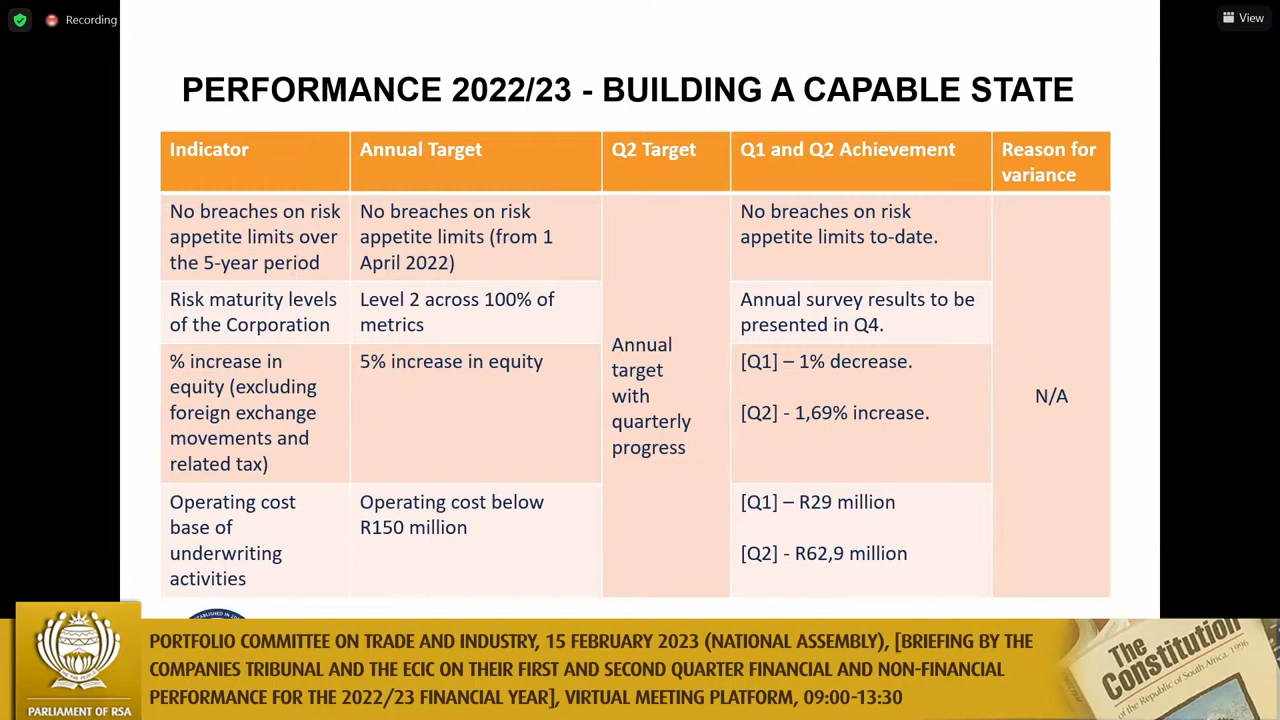 Recording
View
PERFORMANCE 2022/23 - BUILDING A CAPABLE STATE
Indicator
Annual Target
Q2 Target
Q1 and Q2 Achievement
Reason for
variance
No breaches on risk
appetite limits over
the 5-year period
No breaches on risk
appetite limits (from 1
April 2022)
Annual
target
with
quarterly
progress
No breaches on risk
appetite limits to-date.
N/A
Risk maturity levels
of the Corporation
Level 2 across 100% of
metrics
Annual survey results to be
presented in Q4.
% increase in
equity (excluding
foreign exchange
movements and
related tax)
5% increase in equity
[Q1] – 1% decrease.
[Q2] - 1,69% increase.
Operating cost
base of
underwriting
activities
Operating cost below
R150 million
[Q1] – R29 million
[Q2] - R62,9 million
PARLIAMENT OF RSA
PORTFOLIO COMMITTEE ON TRADE AND INDUSTRY, 15 FEBRUARY 2023 (NATIONAL ASSEMBLY), [BRIEFING BY THE
COMPANIES TRIBUNAL AND THE ECIC ON THEIR FIRST AND SECOND QUARTER FINANCIAL AND NON-FINANCIAL
PERFORMANCE FOR THE 2022/23 FINANCIAL YEAR], VIRTUAL MEETING PLATFORM, 09:00-13:30
The
Constitution
of the Republic of South Africa, 1996